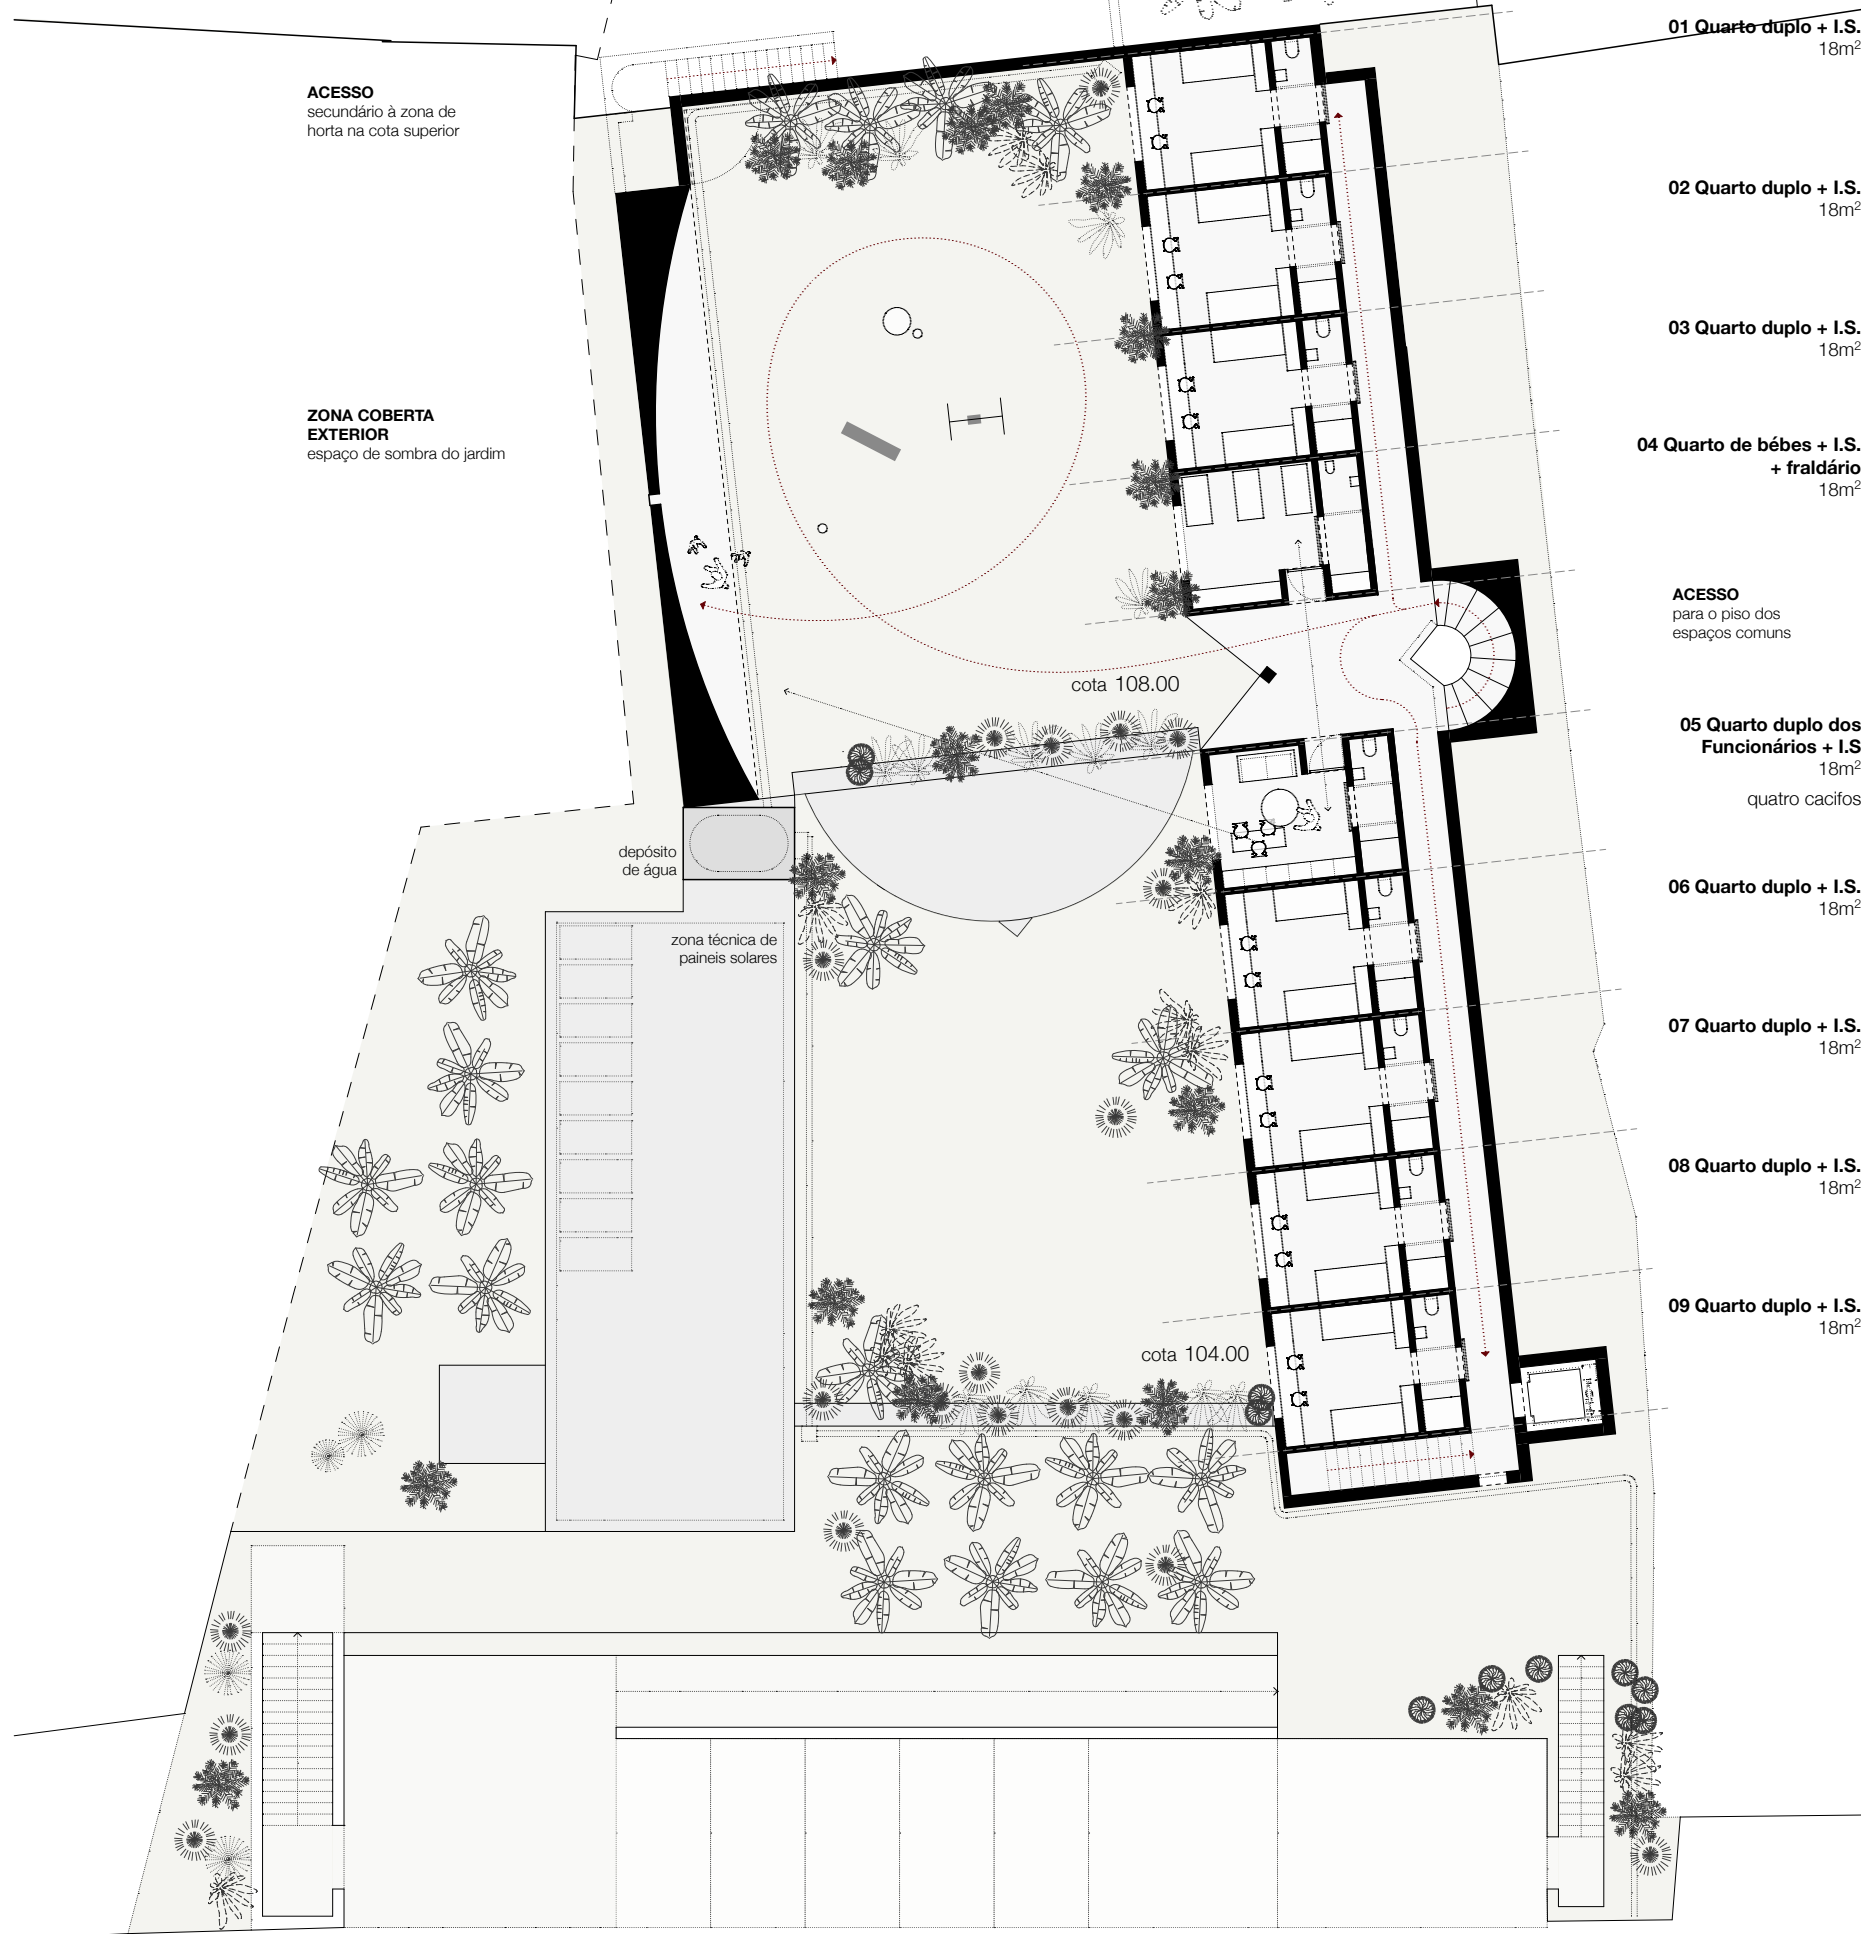 01 Quarto duplo + I.S.
18m²
ACESSO
secundário à zona de
horta na cota superior
02 Quarto duplo + I.S.
18m²
03 Quarto duplo + I.S.
18m²
ZONA COBERTA
EXTERIOR
espaço de sombra do jardim
04 Quarto de bébes + I.S.
+ fraldário
18m²
ACESSO
para o piso dos
espaços comuns
cota 108.00
05 Quarto duplo dos
Funcionários + I.S
18m²
quatro cacifos
depósito
de água
06 Quarto duplo + I.S.
18m²
zona técnica de
paineis solares
07 Quarto duplo + I.S.
18m²
08 Quarto duplo + I.S.
18m²
09 Quarto duplo + I.S.
18m²
cota 104.00